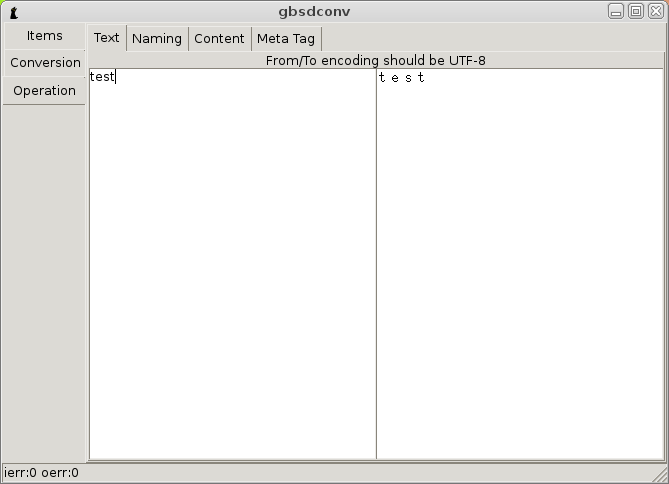 gbsdconv
Items
Conversion
Operation
Text Naming Content Meta Tag
From/To encoding should be UTF-8
test
ｔｅｓｔ
ierr:0 oerr:0